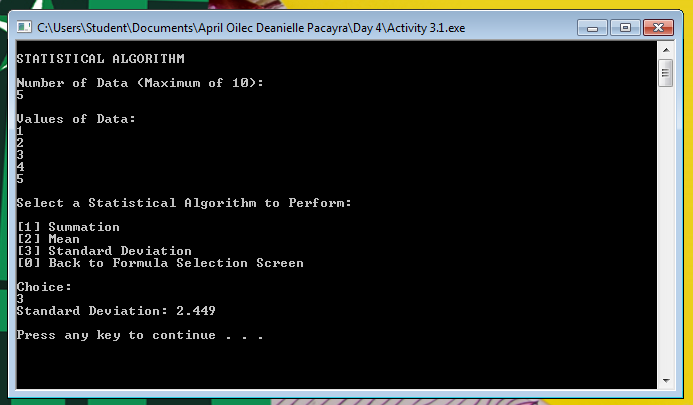 C:\Users\Student\Documents\April Oilec Deanielle Pacayra\Day 4\Activity 3.1.exe
STATISTICAL ALGORITHM
Number of Data (Maximum of 10):
5
Values of Data:
1
2
3
4
5
Select a Statistical Algorithm to Perform:
[1] Summation
[2] Mean
[3] Standard Deviation
[0] Back to Formula Selection Screen
Choice:
3
Standard Deviation: 2.449
Press any key to continue . . .